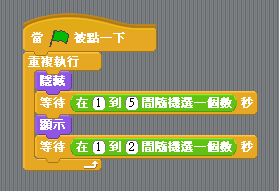 當 被點一下
重複執行
隱藏
等待 在 1 到 5 間隨機選一個數 秒
顯示
等待 在 1 到 2 間隨機選一個數 秒